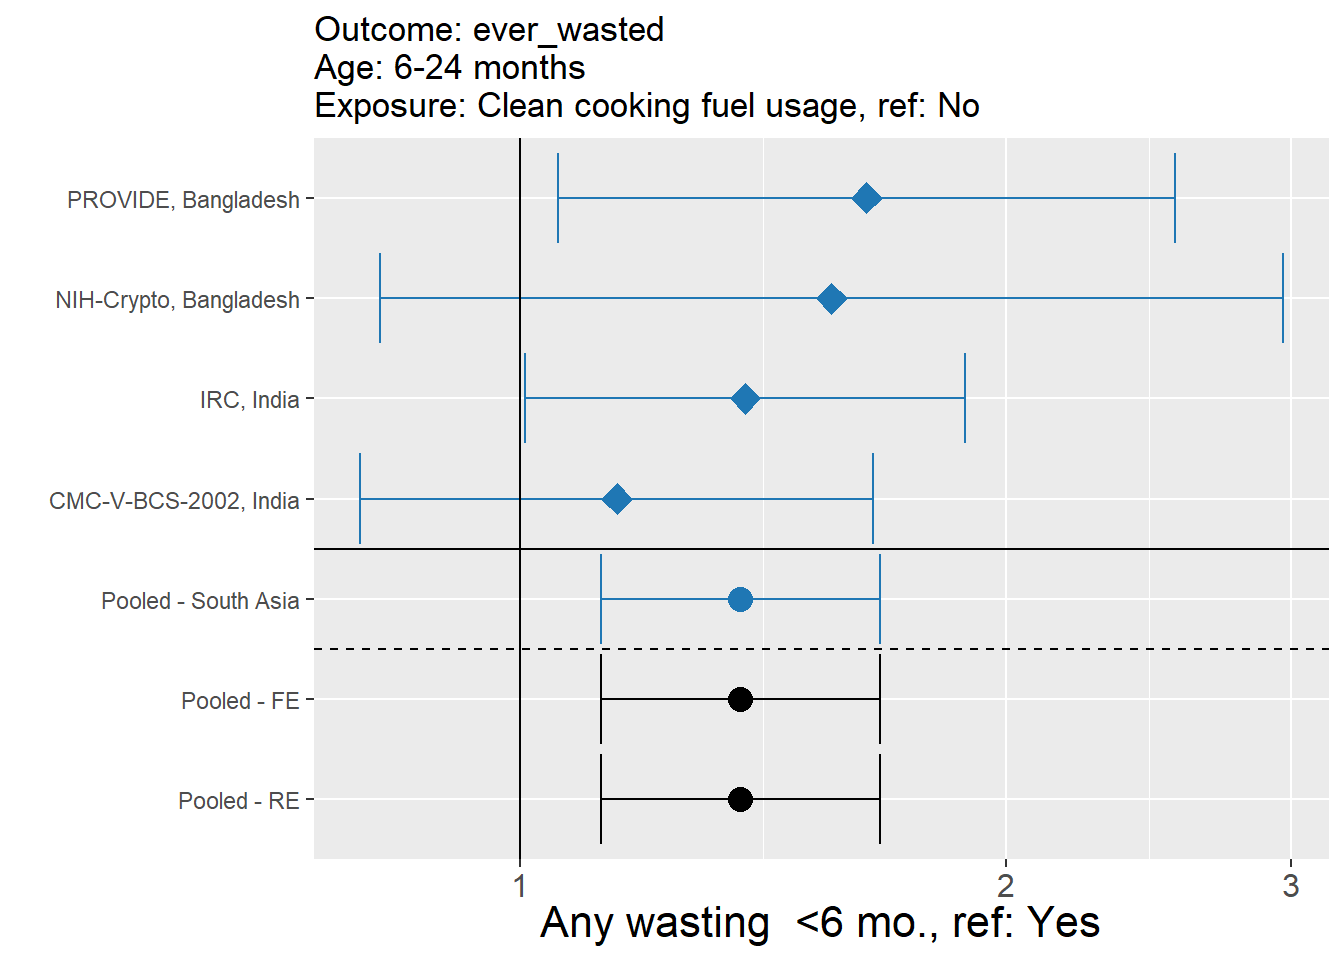 Outcome: ever_wasted
Age: 6-24 months
Exposure: Clean cooking fuel usage, ref: No
PROVIDE, Bangladesh
NIH-Crypto, Bangladesh
IRC, India
CMC-V-BCS-2002, India
Pooled - South Asia
Pooled - FE
Pooled - RE
1 2 3
Any wasting  <6 mo., ref: Yes